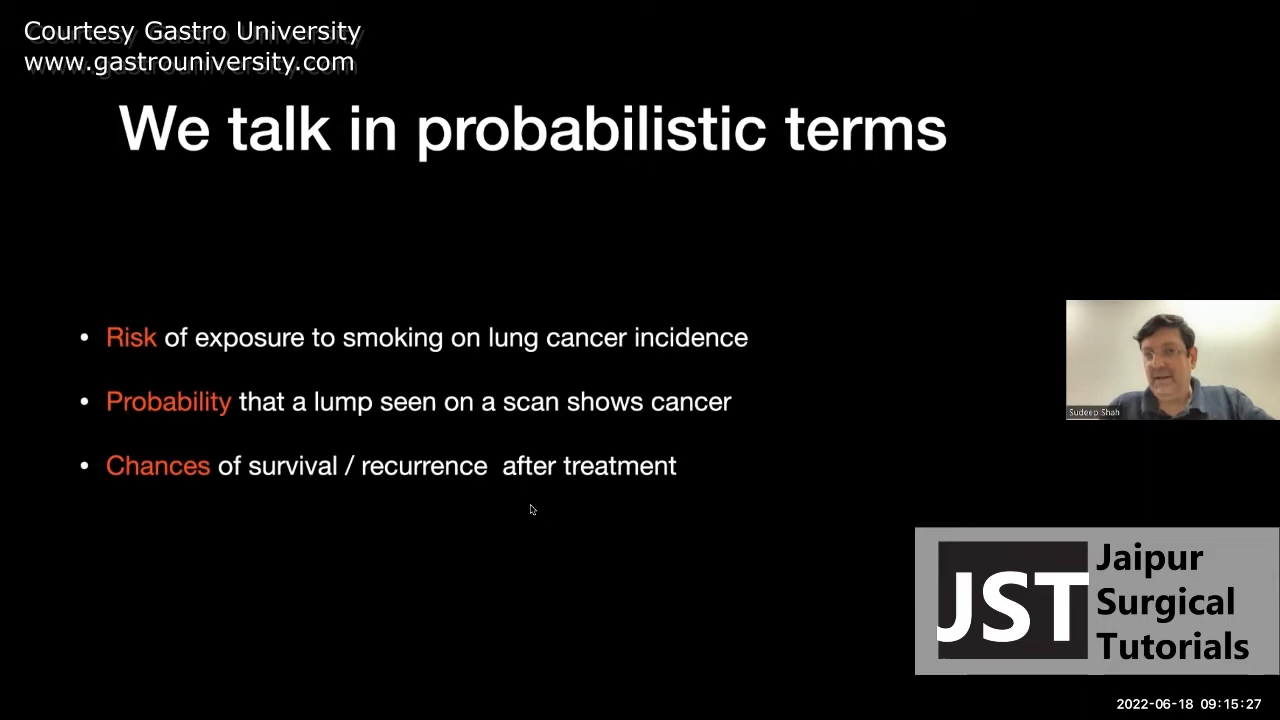 Courtesy Gastro University
www.gastrouniversity.com
We talk in probabilistic terms
• Risk of exposure to smoking on lung cancer incidence
• Probability that a lump seen on a scan shows cancer
• Chances of survival / recurrence after treatment
Sudeep Shah
JST
Jaipur
Surgical
Tutorials
2022-06-18 09:15:27